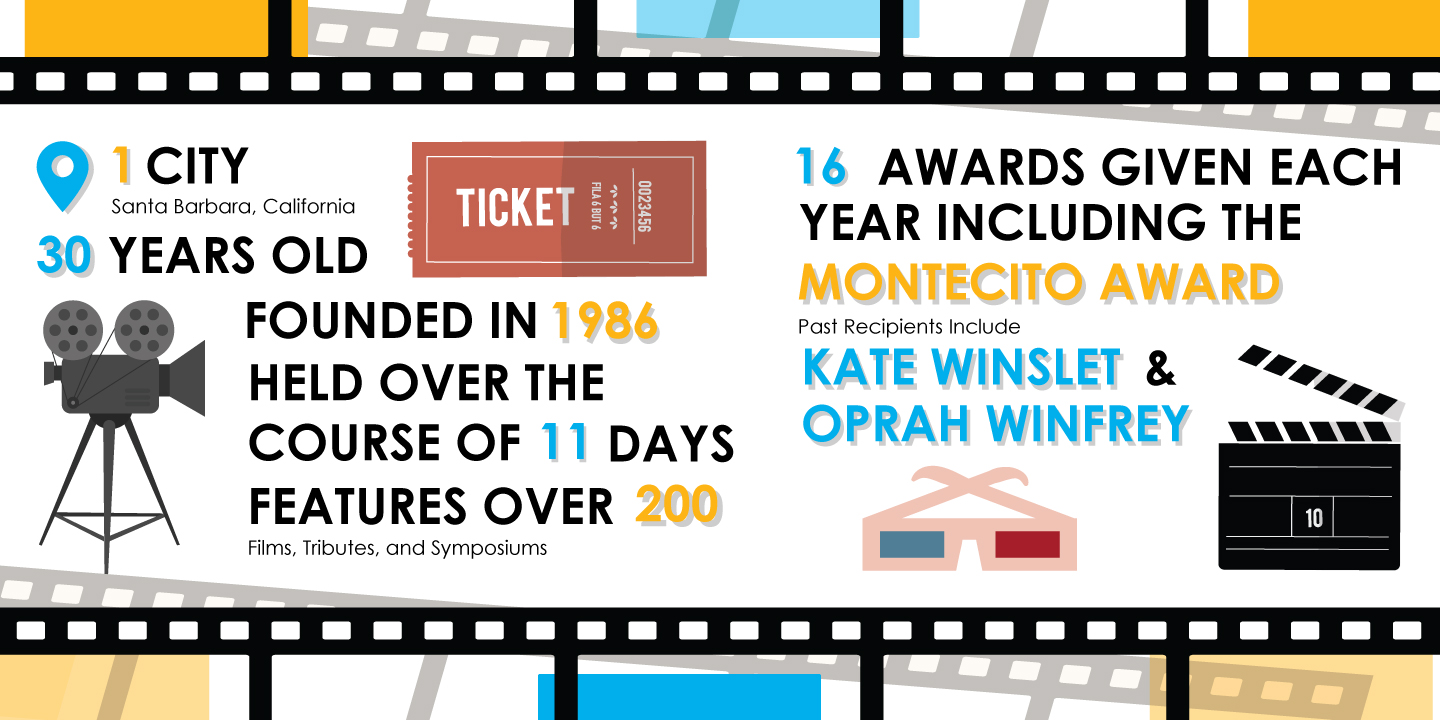 1 CITY
Santa Barbara, California
30 YEARS OLD
TICKET
FILA 6 BUT 6
0023456
FOUNDED IN 1986
HELD OVER THE
COURSE OF 11 DAYS
FEATURES OVER 200
Films, Tributes, and Symposiums
16 AWARDS GIVEN EACH
YEAR INCLUDING THE
MONTECITO AWARD
Past Recipients Include
KATE WINSLET &
OPRAH WINFREY
10